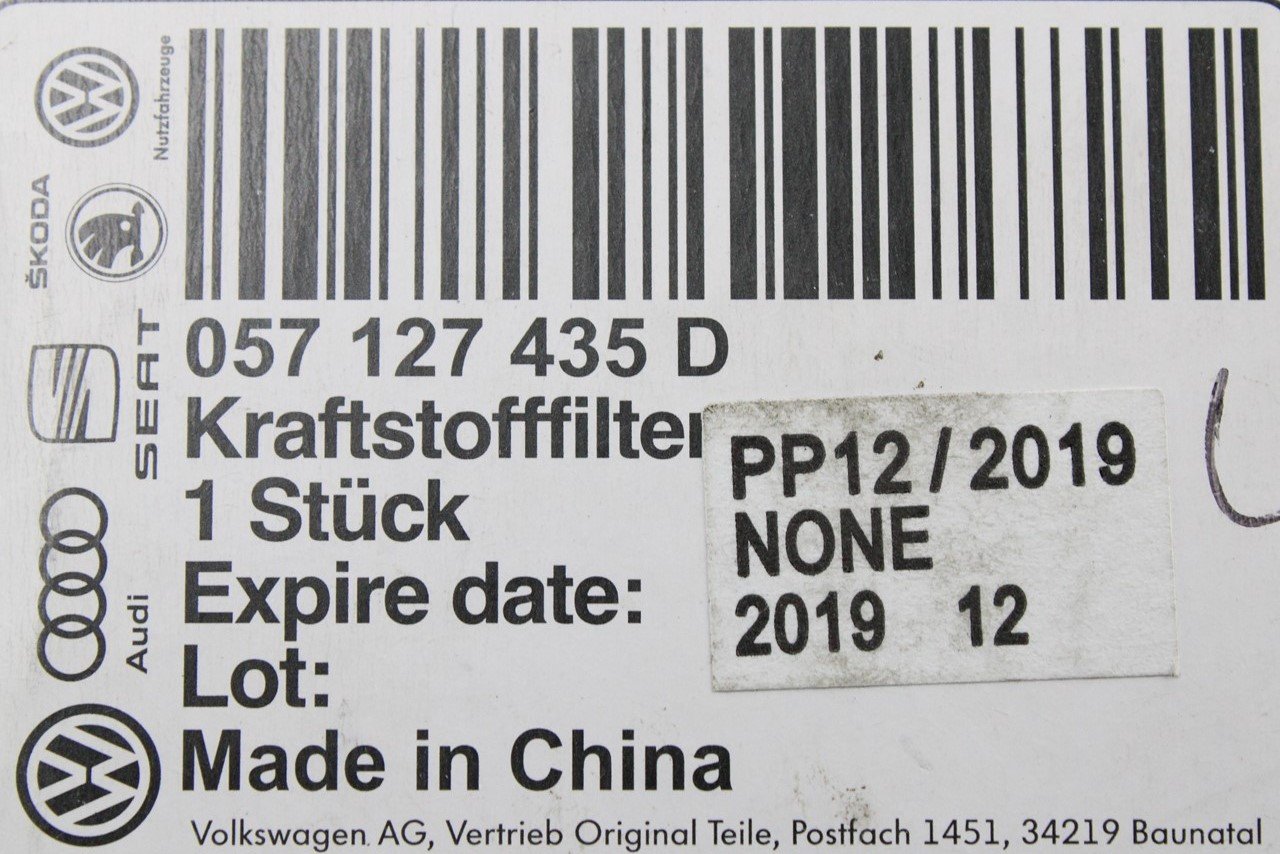 Nutzfahrzeuge
ŠKODA
SEAT
Audi
057 127 435 D
Kraftstofffilter
1 Stück
Expire date:
Lot:
Made in China
Volkswagen AG, Vertrieb Original Teile, Postfach 1451, 34219 Baunatal
PP12/2019
NONE
2019 12